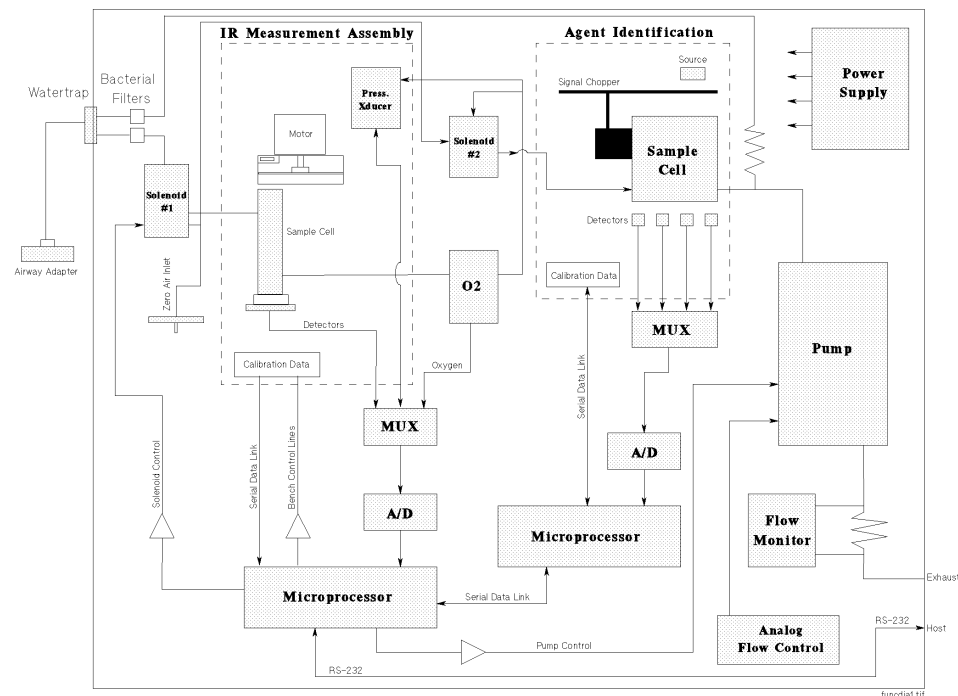 IR Measurement Assembly
Agent Identification
Source
Signal Chopper
Power
Supply
Bacterial
Filters
Watertrap
Press.
Xducer
Motor
Solenoid
#2
Sample
Cell
Solenoid
#1
Sample Cell
Detectors
Airway Adapter
Zero Air Inlet
O2
Calibration Data
MUX
Pump
Detectors
Calibration Data
Oxygen
Serial Data Link
MUX
A/D
Solenoid Control
Serial Data Link
Bench Control Lines
A/D
Microprocessor
Flow
Monitor
Exhaust
Microprocessor
Serial Data Link
RS-232
Host
Analog
Flow Control
Pump Control
RS-232
funcdia1.tif